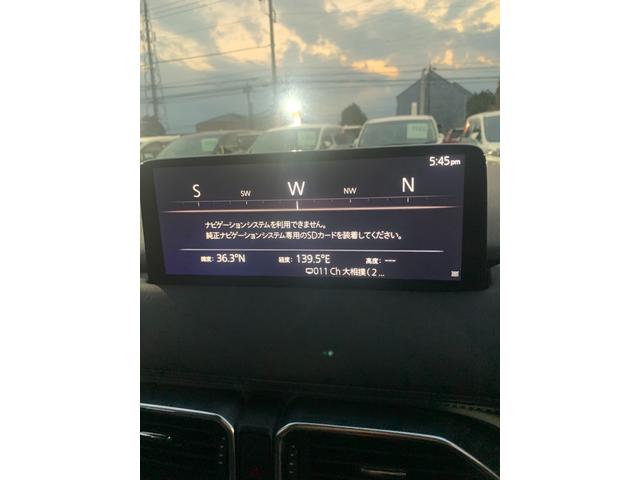 5:45pm
S SW W NW N
ナビゲーションシステムを利用できません。
純正ナビゲーションシステム専用のSDカードを装着してください。
緯度: 36.3°N 経度: 139.5°E 高度: ---
011 Ch 大相撲(2 ...